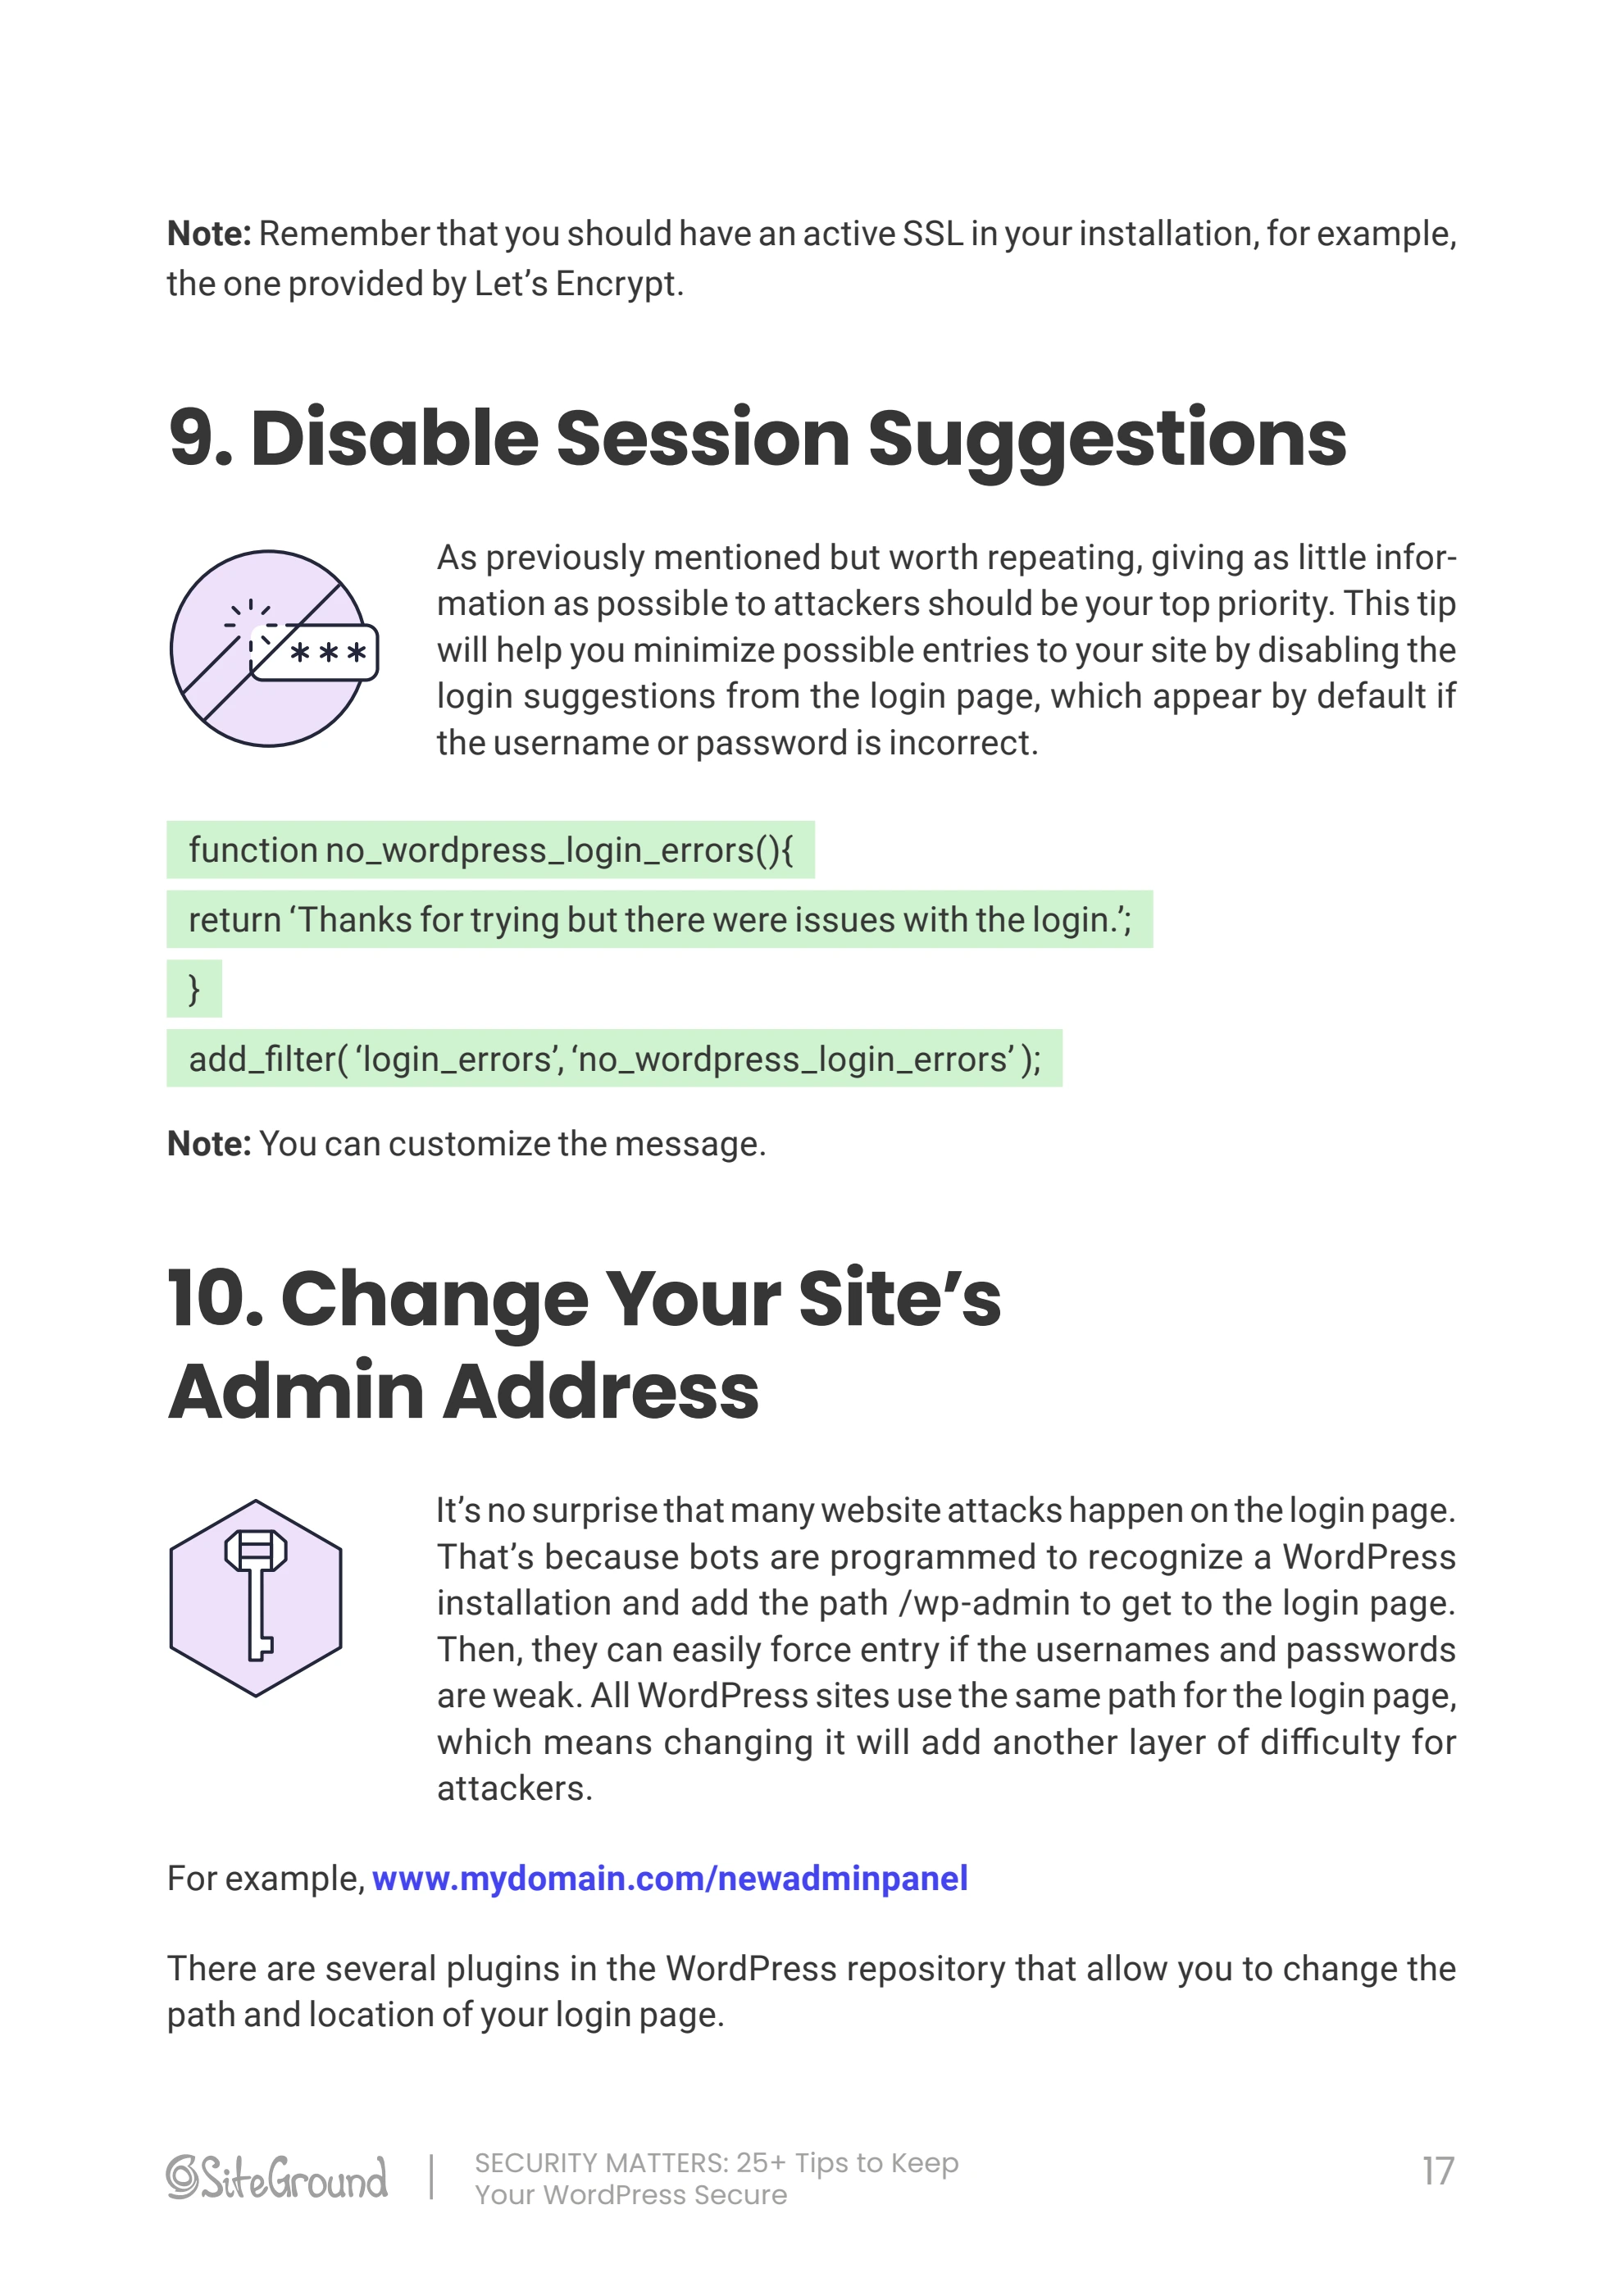 Note: Remember that you should have an active SSL in your installation, for example,
the one provided by Let’s Encrypt.
9. Disable Session Suggestions
As previously mentioned but worth repeating, giving as little infor-
mation as possible to attackers should be your top priority. This tip
will help you minimize possible entries to your site by disabling the
login suggestions from the login page, which appear by default if
the username or password is incorrect.
***
function no_wordpress_login_errors(){
return ‘Thanks for trying but there were issues with the login.’;
}
add_filter( ‘login_errors’, ‘no_wordpress_login_errors’ );
Note: You can customize the message.
10. Change Your Site’s
Admin Address
It’s no surprise that many website attacks happen on the login page.
That’s because bots are programmed to recognize a WordPress
installation and add the path /wp-admin to get to the login page.
Then, they can easily force entry if the usernames and passwords
are weak. All WordPress sites use the same path for the login page,
which means changing it will add another layer of difficulty for
attackers.
For example, www.mydomain.com/newadminpanel
There are several plugins in the WordPress repository that allow you to change the
path and location of your login page.
SiteGround
SECURITY MATTERS: 25+ Tips to Keep
Your WordPress Secure
17